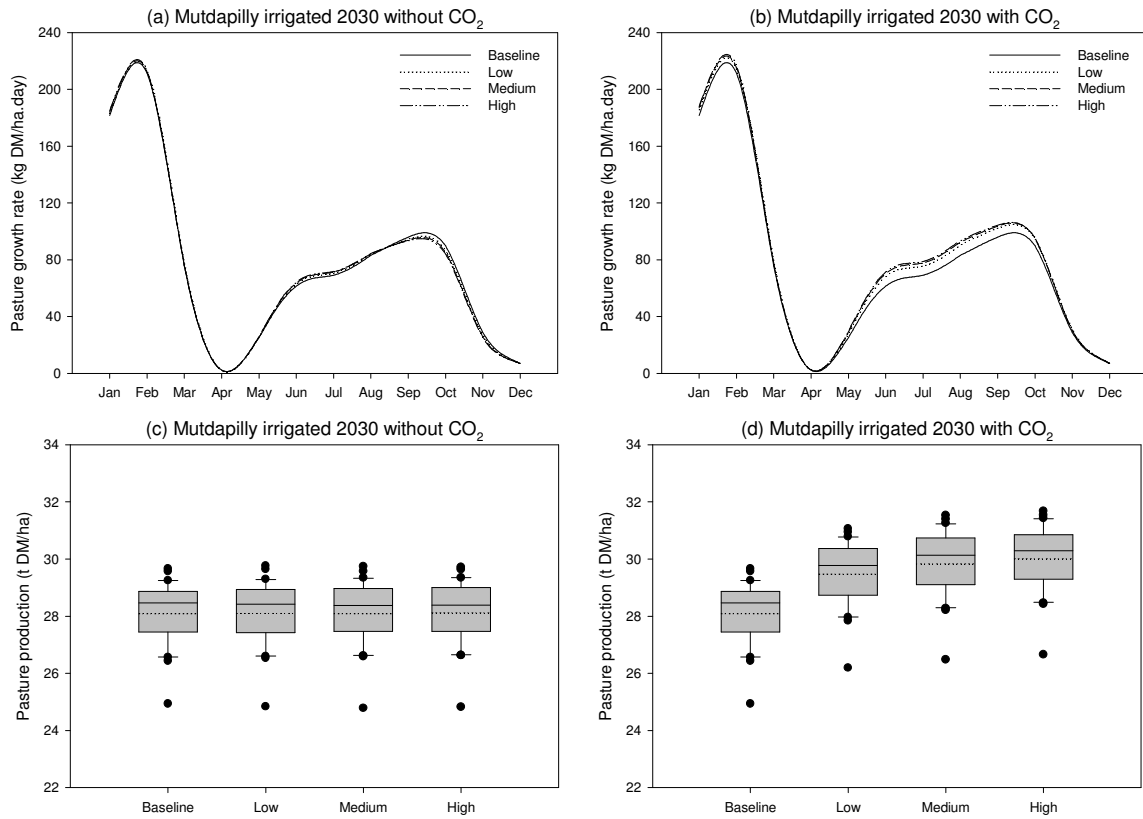 (a) Mutdapilly irrigated 2030 without CO₂
Pasture growth rate (kg DM/ha.day)
240
200
160
120
80
40
0
Baseline
Low
Medium
High
Jan Feb Mar Apr May Jun Jul Aug Sep Oct Nov Dec
(b) Mutdapilly irrigated 2030 with CO₂
Pasture growth rate (kg DM/ha.day)
240
200
160
120
80
40
0
Baseline
Low
Medium
High
Jan Feb Mar Apr May Jun Jul Aug Sep Oct Nov Dec
(c) Mutdapilly irrigated 2030 without CO₂
Pasture production (t DM/ha)
34
32
30
28
26
24
22
Baseline Low Medium High
(d) Mutdapilly irrigated 2030 with CO₂
Pasture production (t DM/ha)
34
32
30
28
26
24
22
Baseline Low Medium High